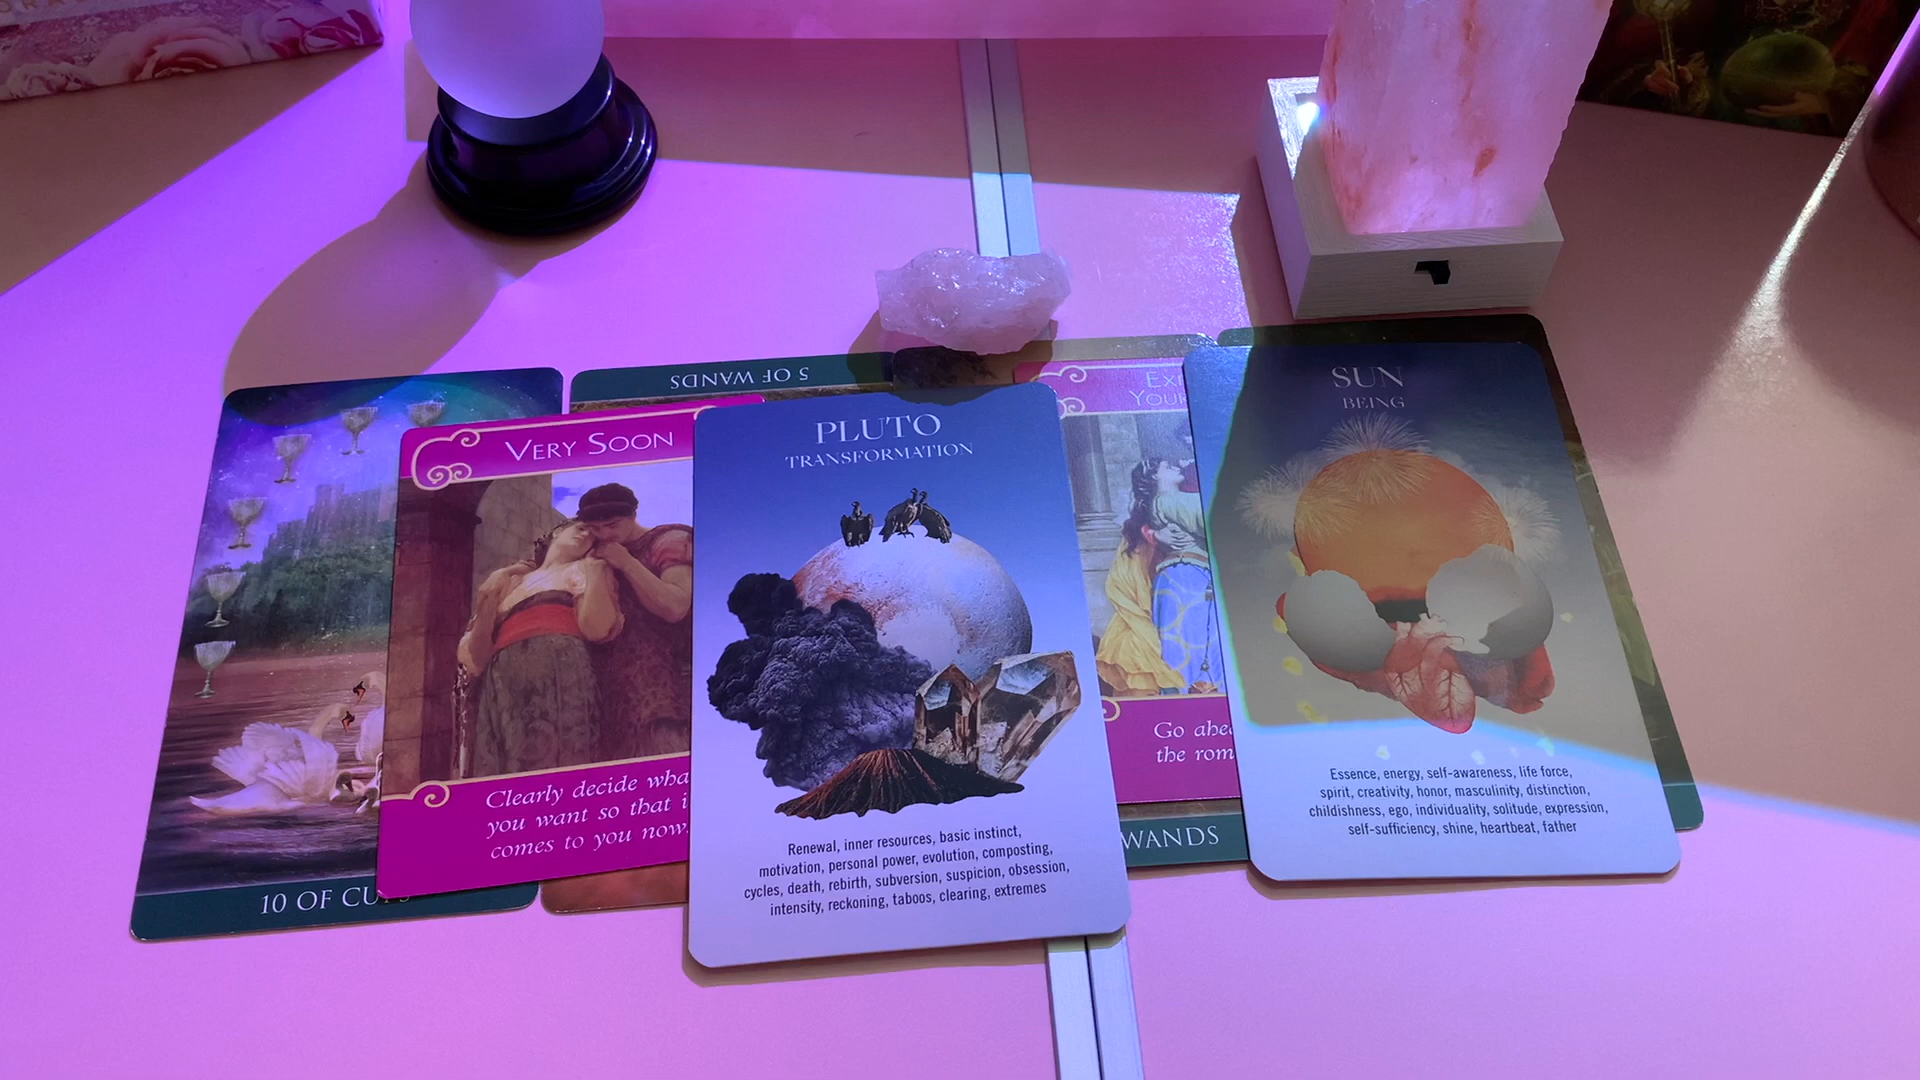 5 OF WANDS
VERY SOON
Clearly decide wha
you want so that i
comes to you now.
10 OF CU
PLUTO
TRANSFORMATION
Renewal, inner resources, basic instinct,
motivation, personal power, evolution, composting,
cycles, death, rebirth, subversion, suspicion, obsession,
intensity, reckoning, taboos, clearing, extremes
YOUR
Go ahe
the rom
WANDS
SUN
BEING
Essence, energy, self-awareness, life force,
spirit, creativity, honor, masculinity, distinction,
childishness, ego, individuality, solitude, expression,
self-sufficiency, shine, heartbeat, father